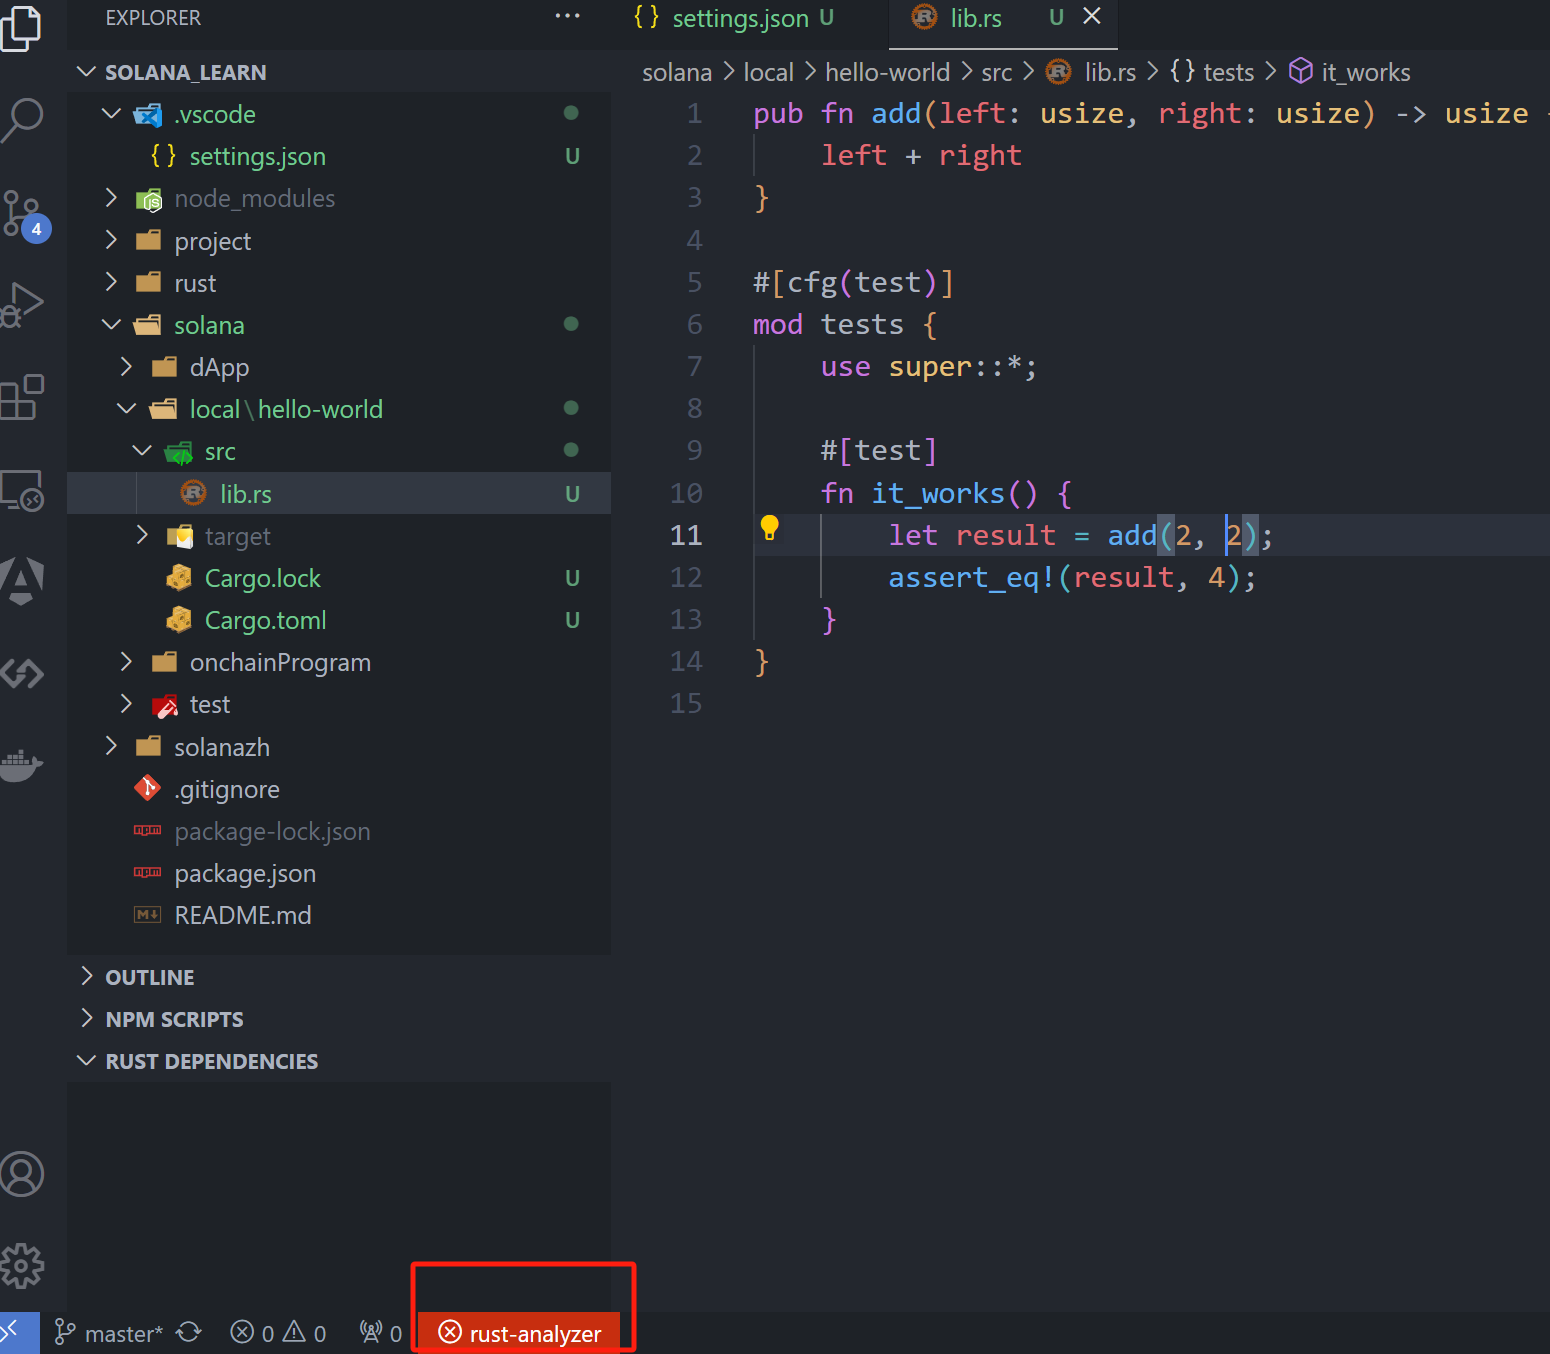 EXPLORER ...
SOLANA_LEARN
.vscode
{} settings.json U
node_modules
project
rust
solana
dApp
local\hello-world
src
lib.rs U
target
Cargo.lock U
Cargo.toml U
onchainProgram
test
solanazh
.gitignore
package-lock.json
package.json
README.md
OUTLINE
NPM SCRIPTS
RUST DEPENDENCIES
4
{} settings.json U
lib.rs U
solana > local > hello-world > src > lib.rs > {} tests > it_works
1 pub fn add(left: usize, right: usize) -> usize
2 left + right
3 }
4
5 #[cfg(test)]
6 mod tests {
7 use super::*;
8
9 #[test]
10 fn it_works() {
11 let result = add(2, 2);
12 assert_eq!(result, 4);
13 }
14 }
15
master* 0 0 0 rust-analyzer